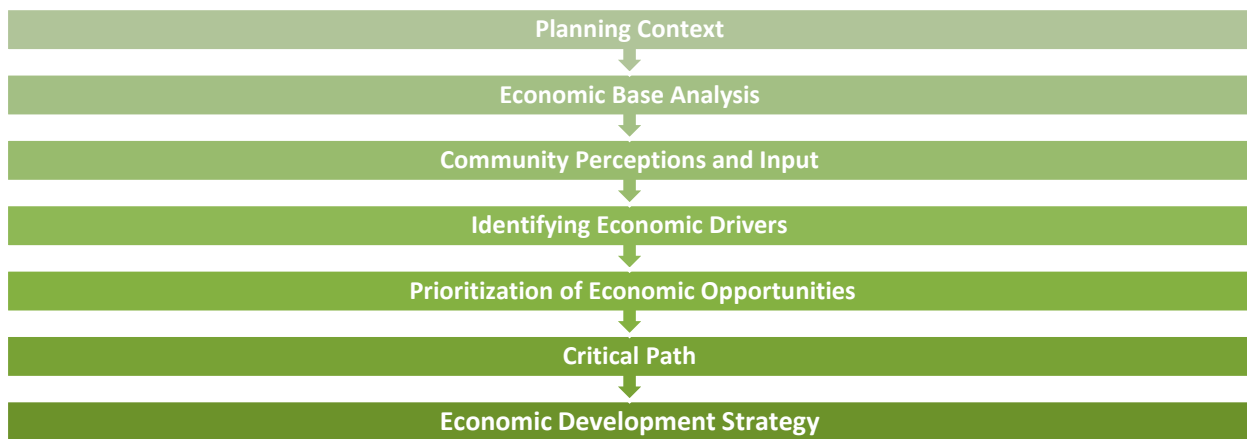 Planning Context
Economic Base Analysis
Community Perceptions and Input
Identifying Economic Drivers
Prioritization of Economic Opportunities
Critical Path
Economic Development Strategy